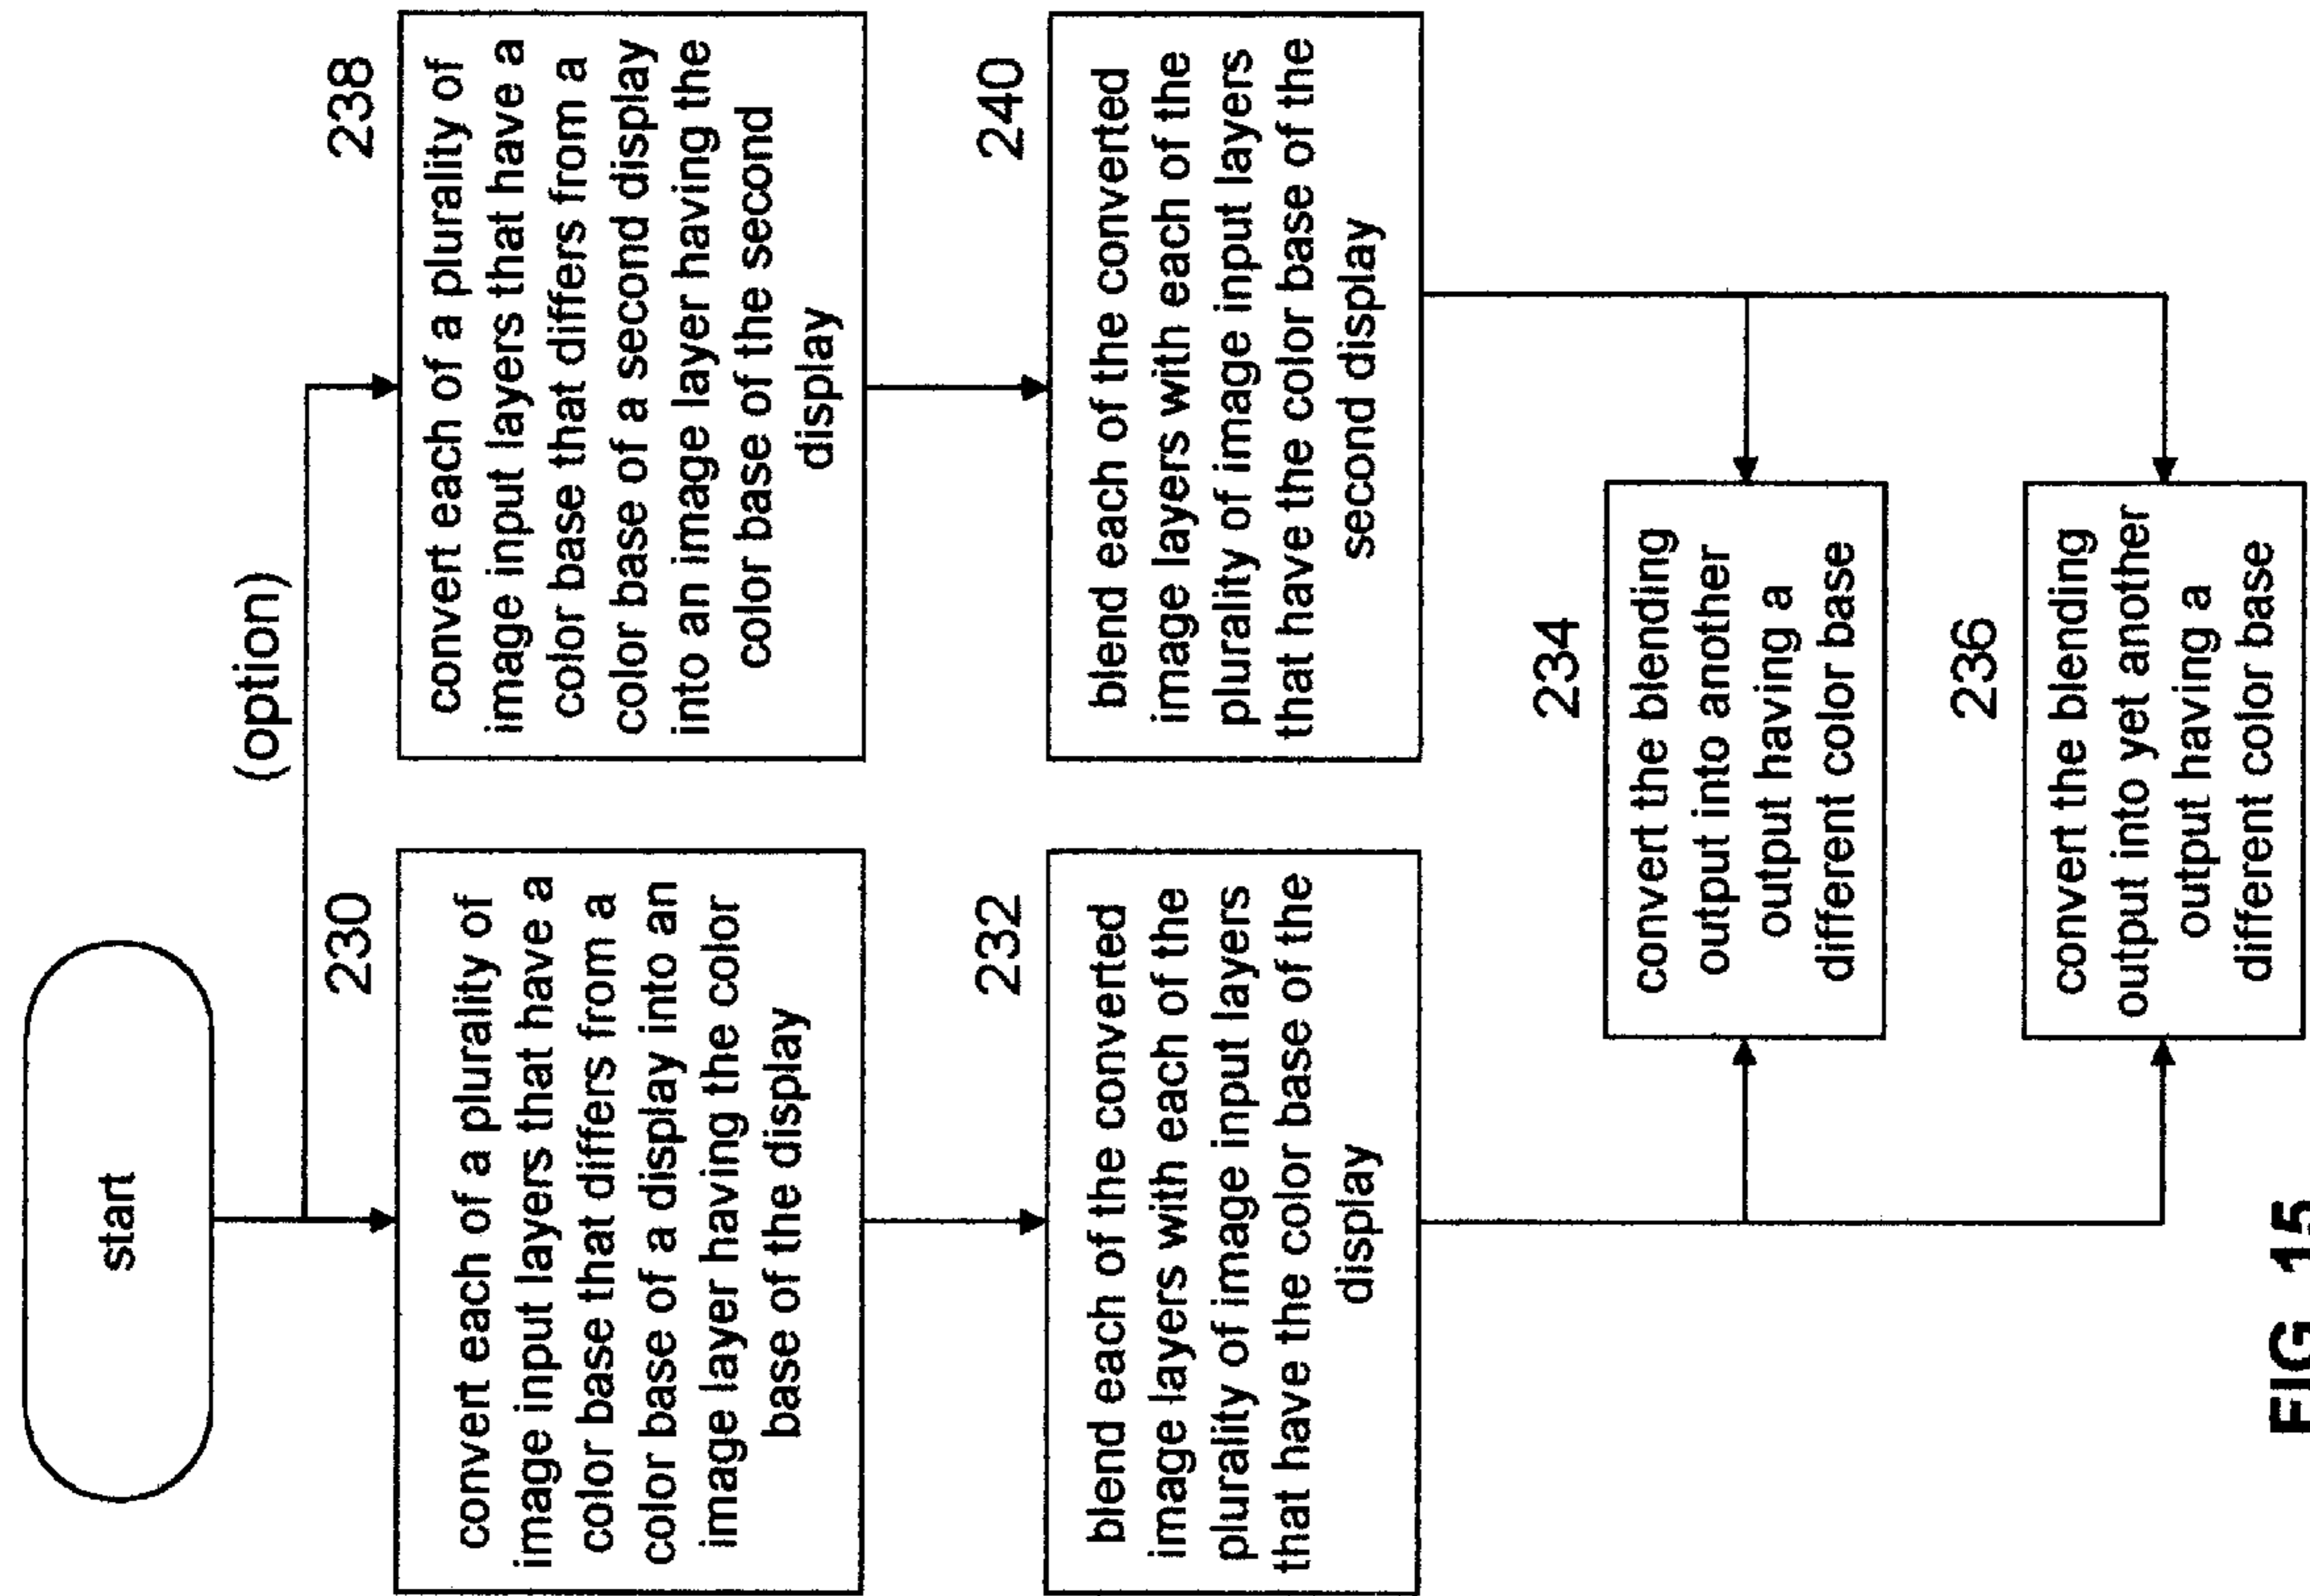 start
(option)
230
convert each of a plurality of
image input layers that have a
color base that differs from a
color base of a display into an
image layer having the color
base of the display
238
convert each of a plurality of
image input layers that have a
color base that differs from a
color base of a second display
into an image layer having the
color base of the second
display
232
blend each of the converted
image layers with each of the
plurality of image input layers
that have the color base of the
display
240
blend each of the converted
image layers with each of the
plurality of image input layers
that have the color base of the
second display
234
convert the blending
output into another
output having a
different color base
236
convert the blending
output into yet another
output having a
different color base
FIG 15